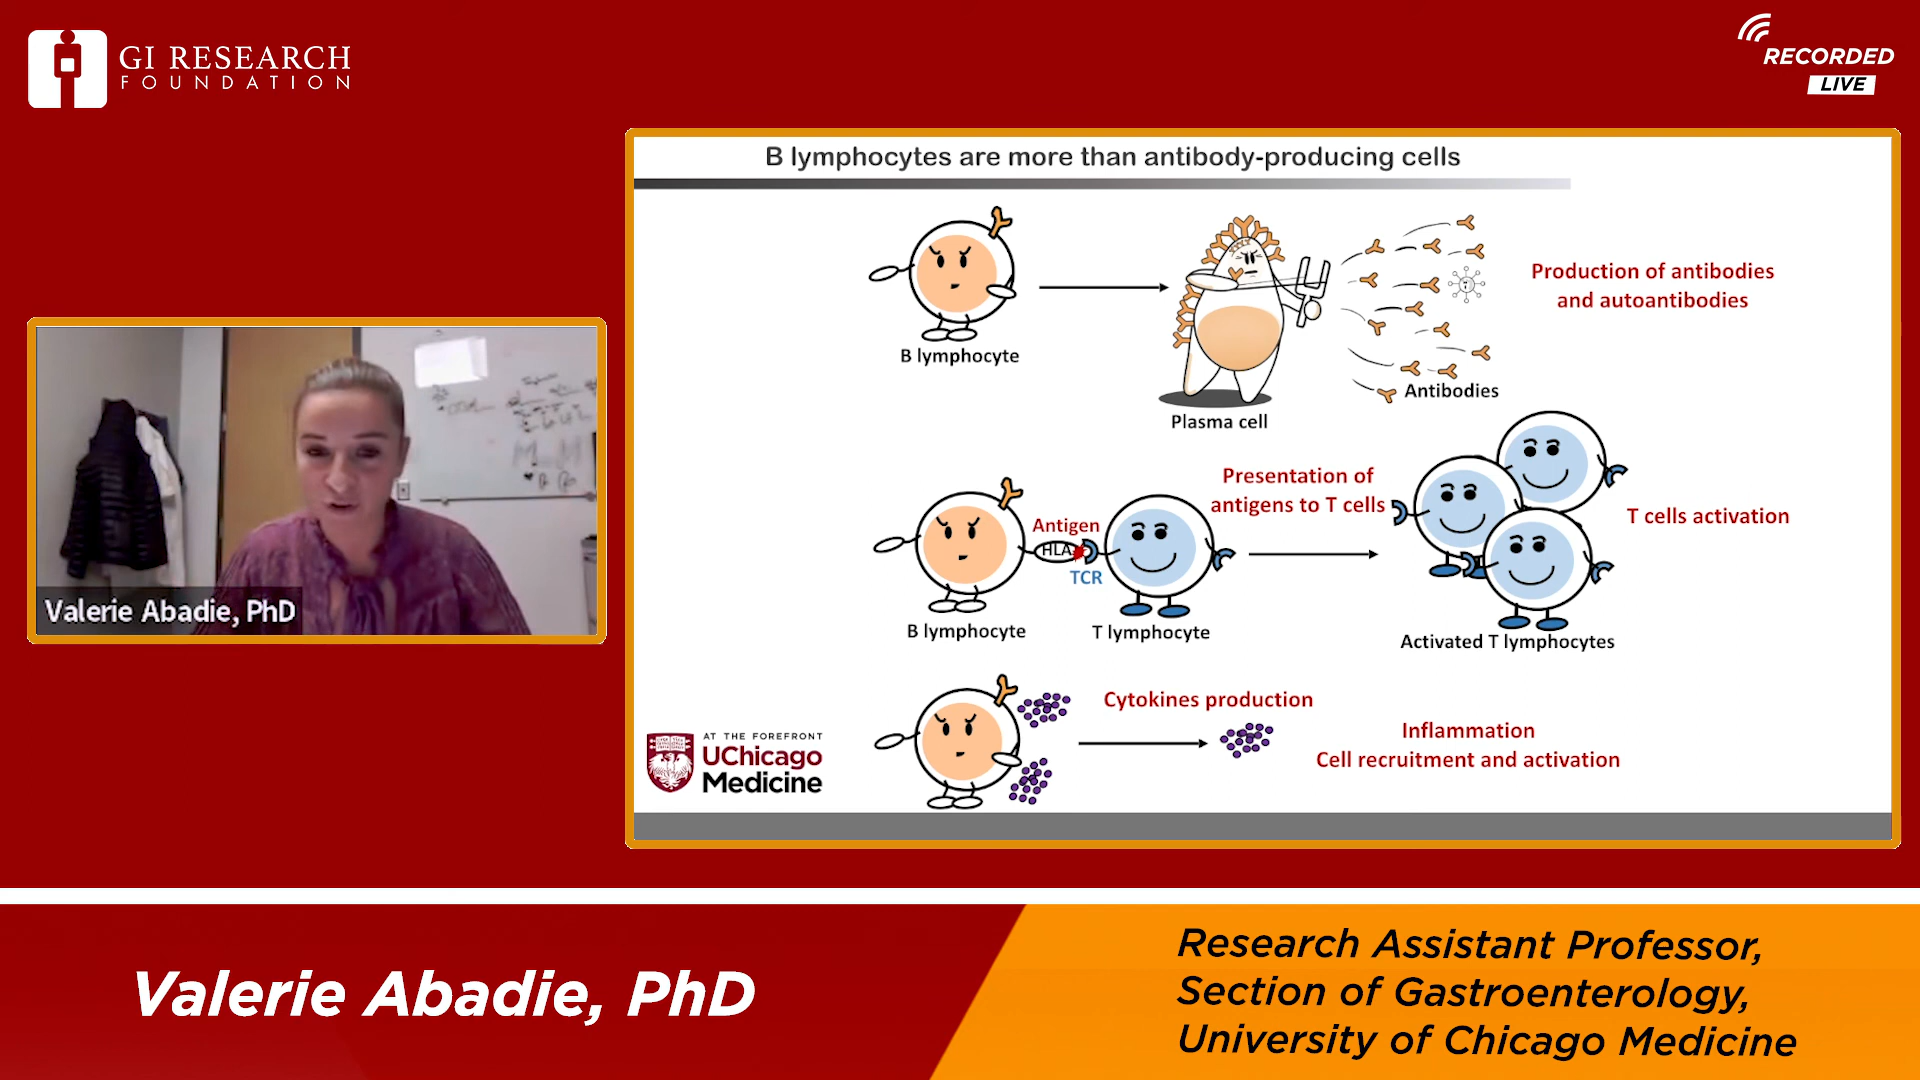 GI RESEARCH
FOUNDATION
RECORDED
LIVE
B lymphocytes are more than antibody-producing cells
B lymphocyte
Plasma cell
Antibodies
Production of antibodies
and autoantibodies
Antigen
HLA
TCR
B lymphocyte
T lymphocyte
Presentation of
antigens to T cells
Activated T lymphocytes
T cells activation
Cytokines production
Inflammation
Cell recruitment and activation
AT THE FOREFRONT
UChicago
Medicine
Valerie Abadie, PhD
Valerie Abadie, PhD
Research Assistant Professor,
Section of Gastroenterology,
University of Chicago Medicine